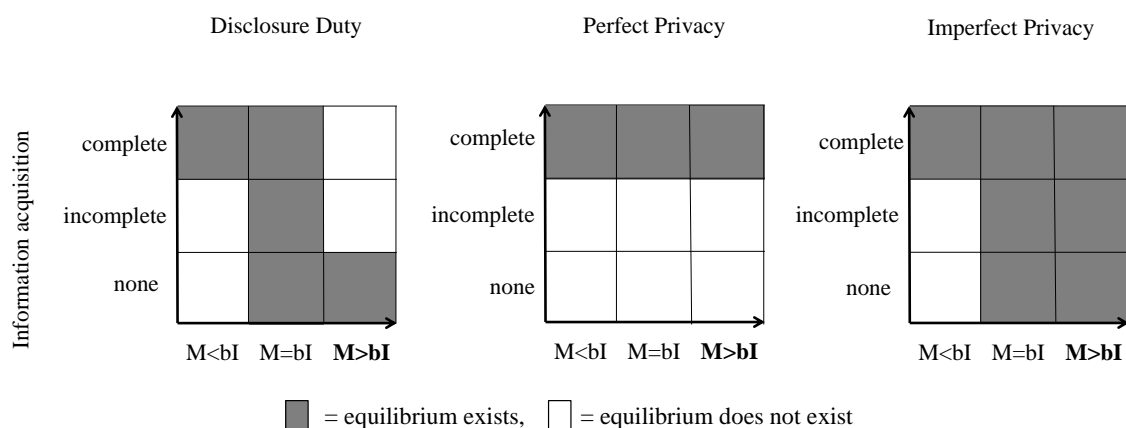 Disclosure Duty Perfect Privacy Imperfect Privacy
Information acquisition
complete
incomplete
none
M<bI M=bI M>bI
complete
incomplete
none
M<bI M=bI M>bI
complete
incomplete
none
M<bI M=bI M>bI
= equilibrium exists, = equilibrium does not exist